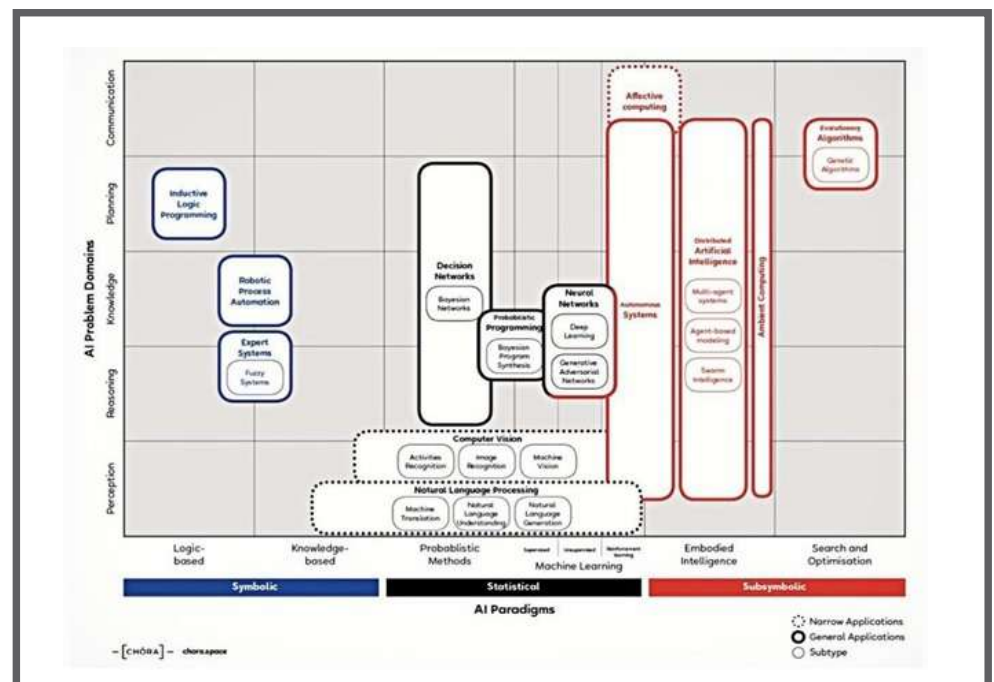 Communication
Planning
Knowledge
Reasoning
Perception
AI Problem Domains
Affective
computing
Evolutionary
Algorithms
Genetic
Algorithms
Inductive
Logic
Programming
Decision
Networks
Bayesian
Networks
Robotic
Process
Automation
Expert
Systems
Fuzzy
Systems
Probabilistic
Programming
Bayesian
Program
Synthesis
Neural
Networks
Deep
Learning
Generative
Adversarial
Networks
Autonomous
Systems
Distributed
Artificial
Intelligence
Multi-agent
systems
Agent-based
modeling
Swarm
Intelligence
Ambient Computing
Computer Vision
Activities
Recognition
Image
Recognition
Machine
Vision
Natural Language Processing
Machine
Translation
Natural
Language
Understanding
Natural
Language
Generation
Logic-
based
Knowledge-
based
Probablistic
Methods
Supervised
Unsupervised
Reinforcement
learning
Machine Learning
Embodied
Intelligence
Search and
Optimisation
Symbolic
Statistical
Subsymbolic
AI Paradigms
Narrow Applications
General Applications
Subtype
–[CHÔRA]– chora.space